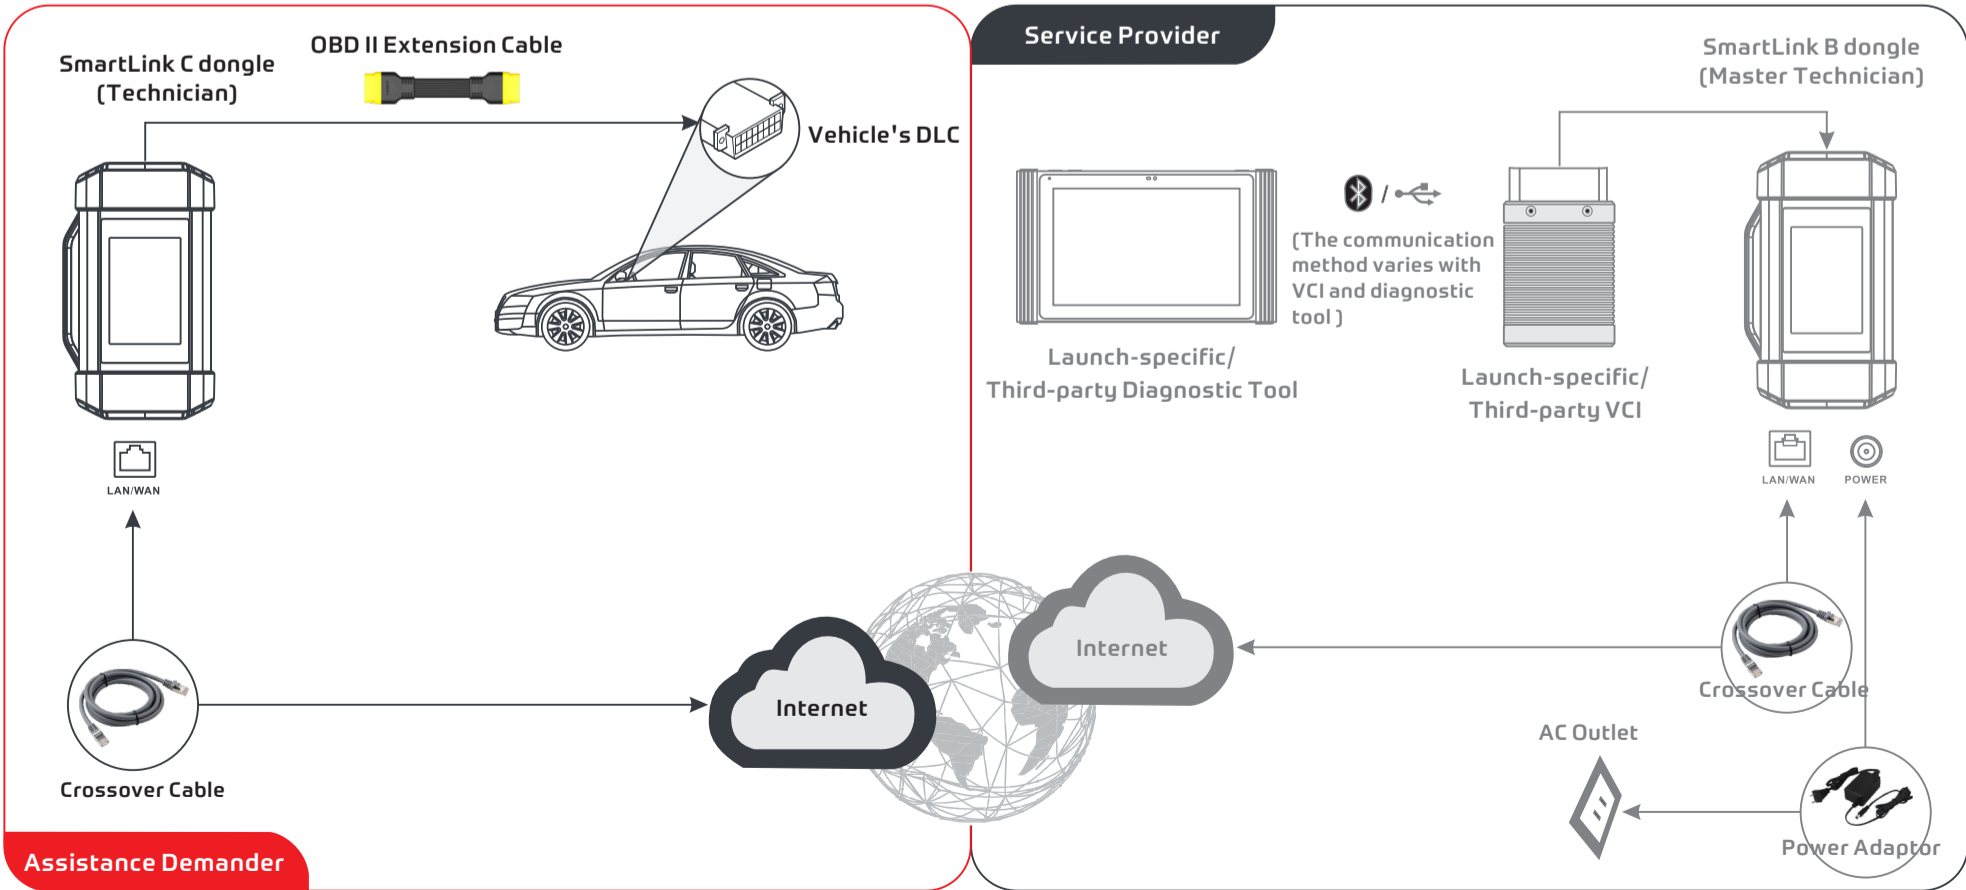 OBD II Extension Cable
SmartLink C dongle
(Technician)
Vehicle's DLC
LAN/WAN
Crossover Cable
Internet
Assistance Demander
Service Provider
SmartLink B dongle
(Master Technician)
/
(The communication
method varies with
VCI and diagnostic
tool )
Launch-specific/
Third-party Diagnostic Tool
Launch-specific/
Third-party VCI
LAN/WAN
POWER
Internet
Crossover Cable
AC Outlet
Power Adaptor